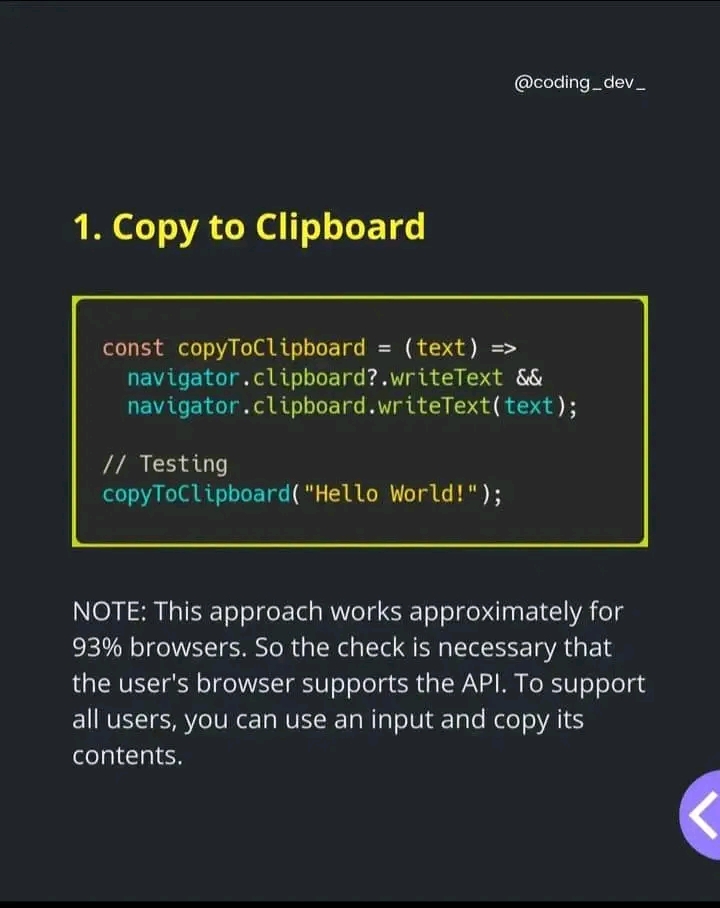 @coding_dev_
1. Copy to Clipboard
const copyToClipboard = (text) =>
  navigator.clipboard?.writeText &&
  navigator.clipboard.writeText(text);

// Testing
copyToClipboard("Hello World!");
NOTE: This approach works approximately for
93% browsers. So the check is necessary that
the user's browser supports the API. To support
all users, you can use an input and copy its
contents.